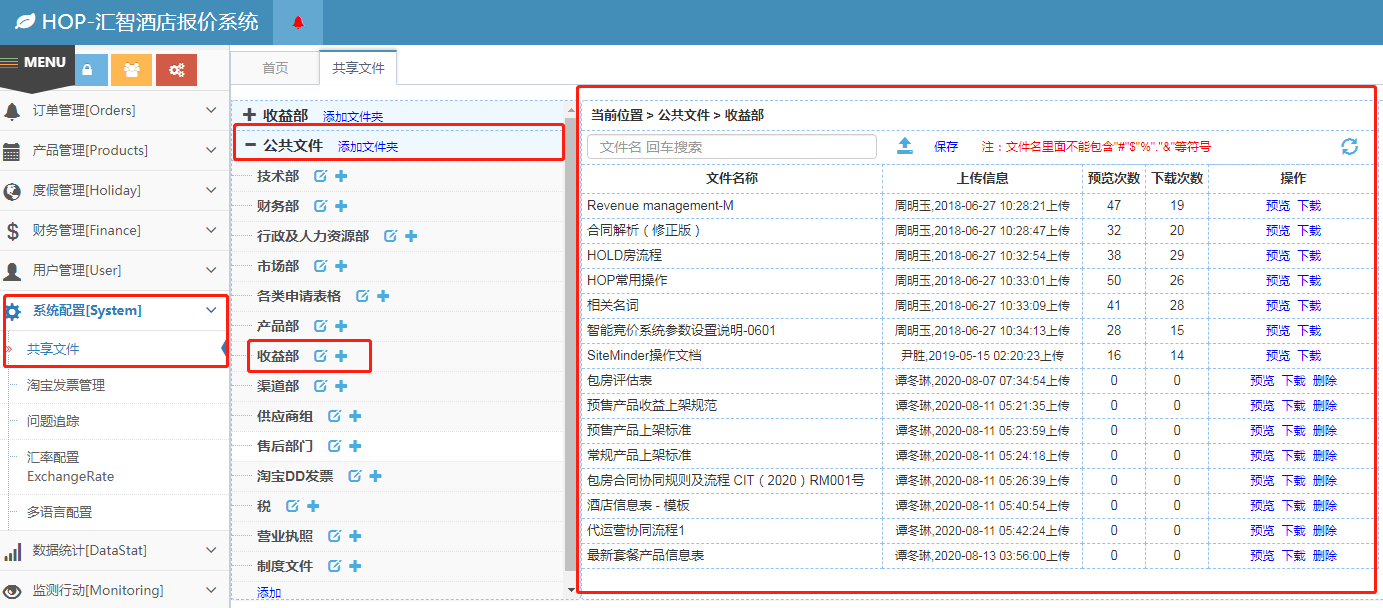 HOP-汇智酒店报价系统
MENU
首页
共享文件
订单管理[Orders]
产品管理[Products]
度假管理[Holiday]
财务管理[Finance]
用户管理[User]
系统配置[System]
共享文件
淘宝发票管理
问题追踪
汇率配置
ExchangeRate
多语言配置
数据统计[DataStat]
监测行动[Monitoring]
收益部 添加文件夹
公共文件 添加文件夹
技术部
财务部
行政及人力资源部
市场部
各类申请表格
产品部
收益部
渠道部
供应商组
售后部门
淘宝DD发票
税
营业执照
制度文件
添加
当前位置 > 公共文件 > 收益部
文件名 回车搜索 保存 注：文件名里面不能包含"#"$"%"."&"等符号
文件名称 上传信息 预览次数 下载次数 操作
Revenue management-M 周明玉,2018-06-27 10:28:21上传 47 19 预览 下载
合同解析（修正版） 周明玉,2018-06-27 10:28:47上传 32 20 预览 下载
HOLD房流程 周明玉,2018-06-27 10:32:54上传 38 29 预览 下载
HOP常用操作 周明玉,2018-06-27 10:33:01上传 50 26 预览 下载
相关名词 周明玉,2018-06-27 10:33:09上传 41 28 预览 下载
智能竞价系统参数设置说明-0601 周明玉,2018-06-27 10:34:13上传 28 15 预览 下载
SiteMinder操作文档 尹胜,2019-05-15 02:20:23上传 16 14 预览 下载
包房评估表 谭冬琳,2020-08-07 07:34:54上传 0 0 预览 下载 删除
预售产品收益上架规范 谭冬琳,2020-08-11 05:21:35上传 0 0 预览 下载 删除
预售产品上架标准 谭冬琳,2020-08-11 05:23:59上传 0 0 预览 下载 删除
常规产品上架标准 谭冬琳,2020-08-11 05:24:18上传 0 0 预览 下载 删除
包房合同协同规则及流程 CIT（2020）RM001号 谭冬琳,2020-08-11 05:26:39上传 0 0 预览 下载 删除
酒店信息表 - 模板 谭冬琳,2020-08-11 05:40:54上传 0 0 预览 下载 删除
代运营协同流程1 谭冬琳,2020-08-11 05:42:24上传 0 0 预览 下载 删除
最新套餐产品信息表 谭冬琳,2020-08-13 03:56:00上传 0 0 预览 下载 删除